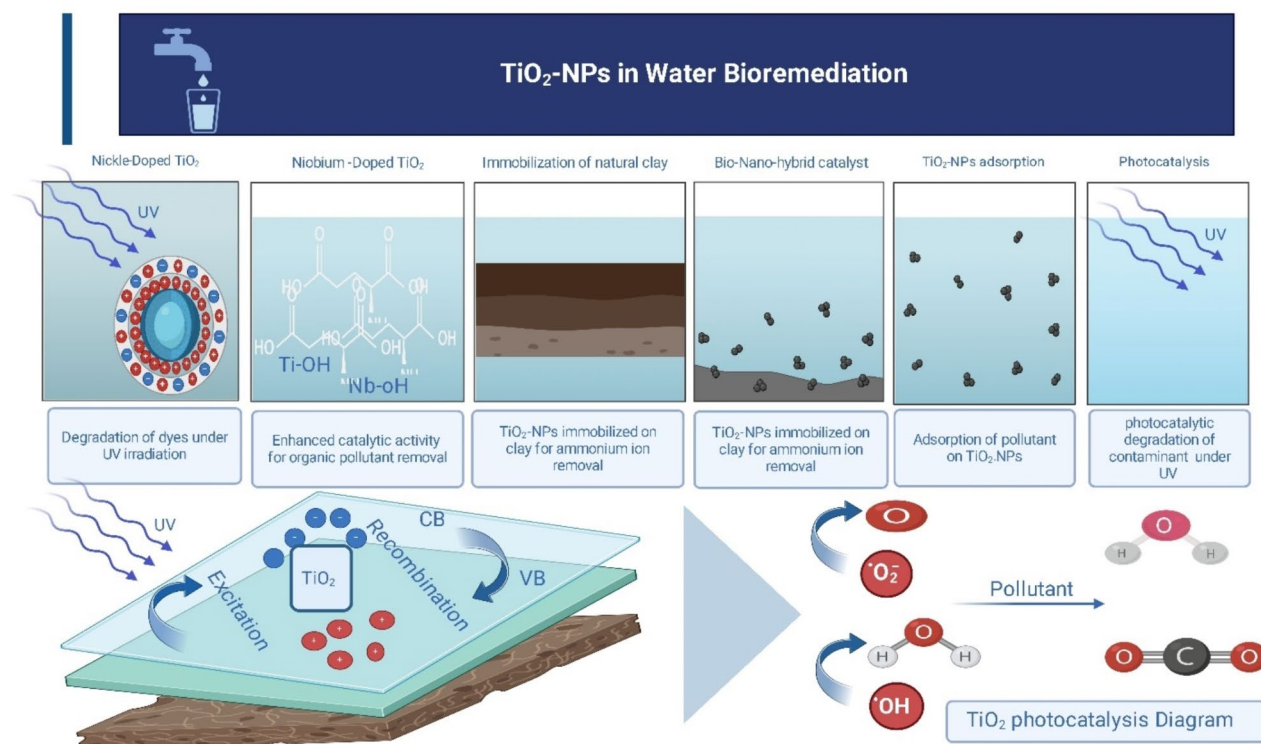 TiO₂-NPs in Water Bioremediation
Nickle-Doped TiO₂
Niobium -Doped TiO₂
Immobilization of natural clay
Bio-Nano-hybrid catalyst
TiO₂-NPs adsorption
Photocatalysis
UV
O
O
HO
O
O
OH
HO
HO
OH
OH
Ti-OH
Nb-oH
UV
Degradation of dyes under
UV irradiation
Enhanced catalytic activity
for organic pollutant removal
TiO₂-NPs immobilized on
clay for ammonium ion
removal
TiO₂-NPs immobilized on
clay for ammonium ion
removal
Adsorption of pollutant
on TiO₂.NPs
photocatalytic
degradation of
contaminant under
UV
UV
CB
VB
Recombination
Excitation
TiO₂
O
•O₂⁻
H O H
•OH
Pollutant
H O H
O C O
TiO₂ photocatalysis Diagram